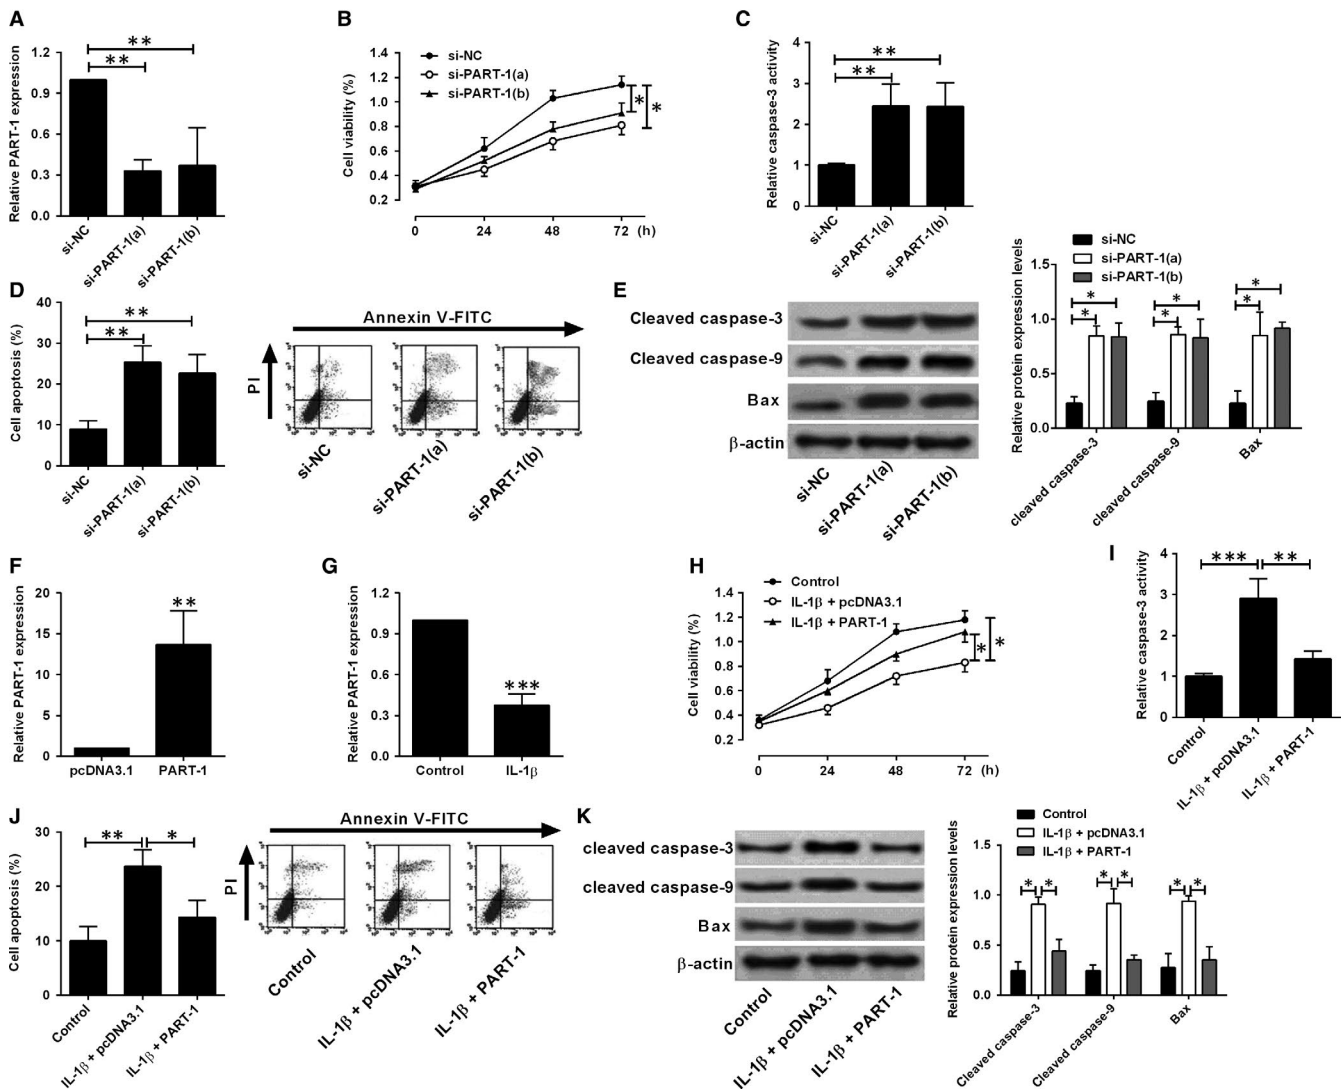 A
Relative PART-1 expression
1.2
1.0
0.6
0.3
0.0
**
**
si-NC
si-PART-1(a)
si-PART-1(b)
B
Cell viability (%)
1.4
1.2
1.0
0.8
0.6
0.4
0.2
si-NC
si-PART-1(a)
si-PART-1(b)
*
*
0 24 48 72 (h)
C
Relative caspase-3 activity
4
3
2
1
0
**
**
si-NC
si-PART-1(a)
si-PART-1(b)
D
Cell apoptosis (%)
40
30
20
10
0
**
**
si-NC
si-PART-1(a)
si-PART-1(b)
Annexin V-FITC
PI
si-NC
si-PART-1(a)
si-PART-1(b)
E
Cleaved caspase-3
Cleaved caspase-9
Bax
β-actin
si-NC
si-PART-1(a)
si-PART-1(b)
Relative protein expression levels
si-NC
si-PART-1(a)
si-PART-1(b)
1.5
1.0
0.5
0.0
*
*
*
*
*
*
cleaved caspase-3
cleaved caspase-9
Bax
F
Relative PART-1 expression
20
15
10
5
0
**
pcDNA3.1 PART-1
G
Relative PART-1 expression
1.2
0.9
0.6
0.3
0.0
***
Control IL-1β
H
Cell viability (%)
1.4
1.2
1.0
0.8
0.6
0.4
0.2
Control
IL-1β + pcDNA3.1
IL-1β + PART-1
*
*
0 24 48 72 (h)
I
Relative caspase-3 activity
4
3
2
1
0
*** **
Control
IL-1β + pcDNA3.1
IL-1β + PART-1
J
Cell apoptosis (%)
30
20
10
0
** *
Control
IL-1β + pcDNA3.1
IL-1β + PART-1
Annexin V-FITC
PI
Control
IL-1β + pcDNA3.1
IL-1β + PART-1
K
cleaved caspase-3
cleaved caspase-9
Bax
β-actin
Control
IL-1β + pcDNA3.1
IL-1β + PART-1
Relative protein expression levels
Control
IL-1β + pcDNA3.1
IL-1β + PART-1
1.5
1.0
0.5
0.0
* * * * * *
Cleaved caspase-3
Cleaved caspase-9
Bax